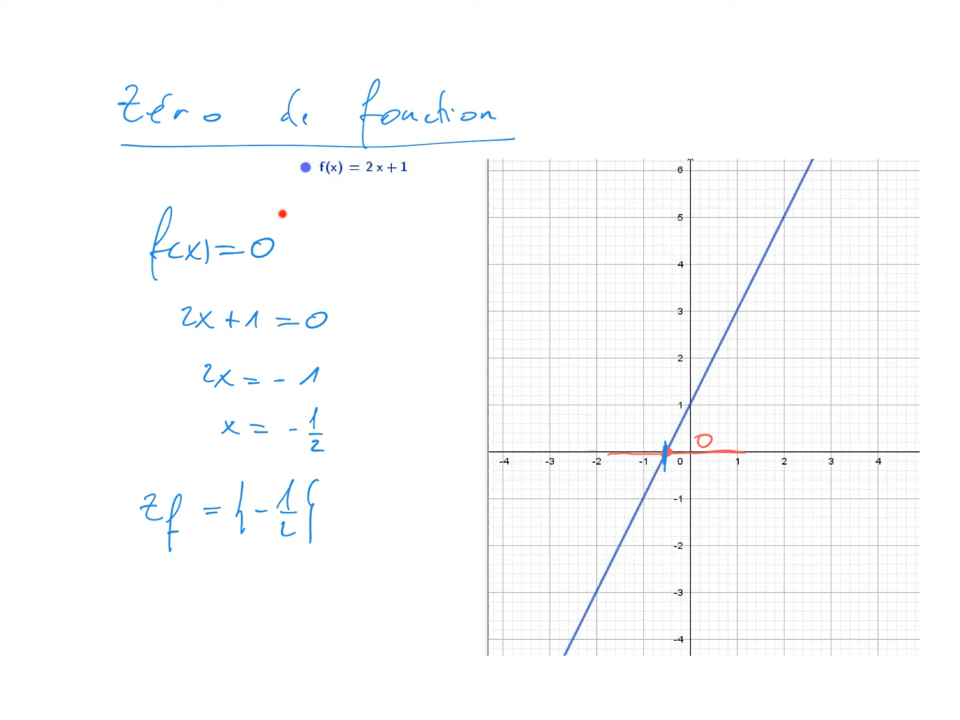 Zéro de fonction
f(x) = 2x+1
f(x)=0
2x+1=0
2x=-1
x=-1/2
Zf={-1/2}
6
5
4
3
2
1
0
-4 -3 -2 -1 0 1 2 3 4
-1
-2
-3
-4